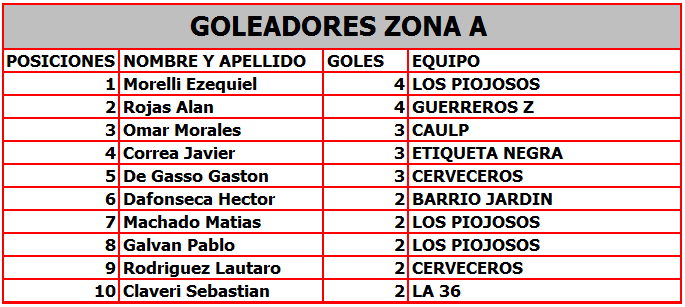 GOLEADORES ZONA A
POSICIONES NOMBRE Y APELLIDO GOLES EQUIPO
1 Morelli Ezequiel 4 LOS PIOJOSOS
2 Rojas Alan 4 GUERREROS Z
3 Omar Morales 3 CAULP
4 Correa Javier 3 ETIQUETA NEGRA
5 De Gasso Gaston 3 CERVECEROS
6 Dafonseca Hector 2 BARRIO JARDIN
7 Machado Matias 2 LOS PIOJOSOS
8 Galvan Pablo 2 LOS PIOJOSOS
9 Rodriguez Lautaro 2 CERVECEROS
10 Claveri Sebastian 2 LA 36